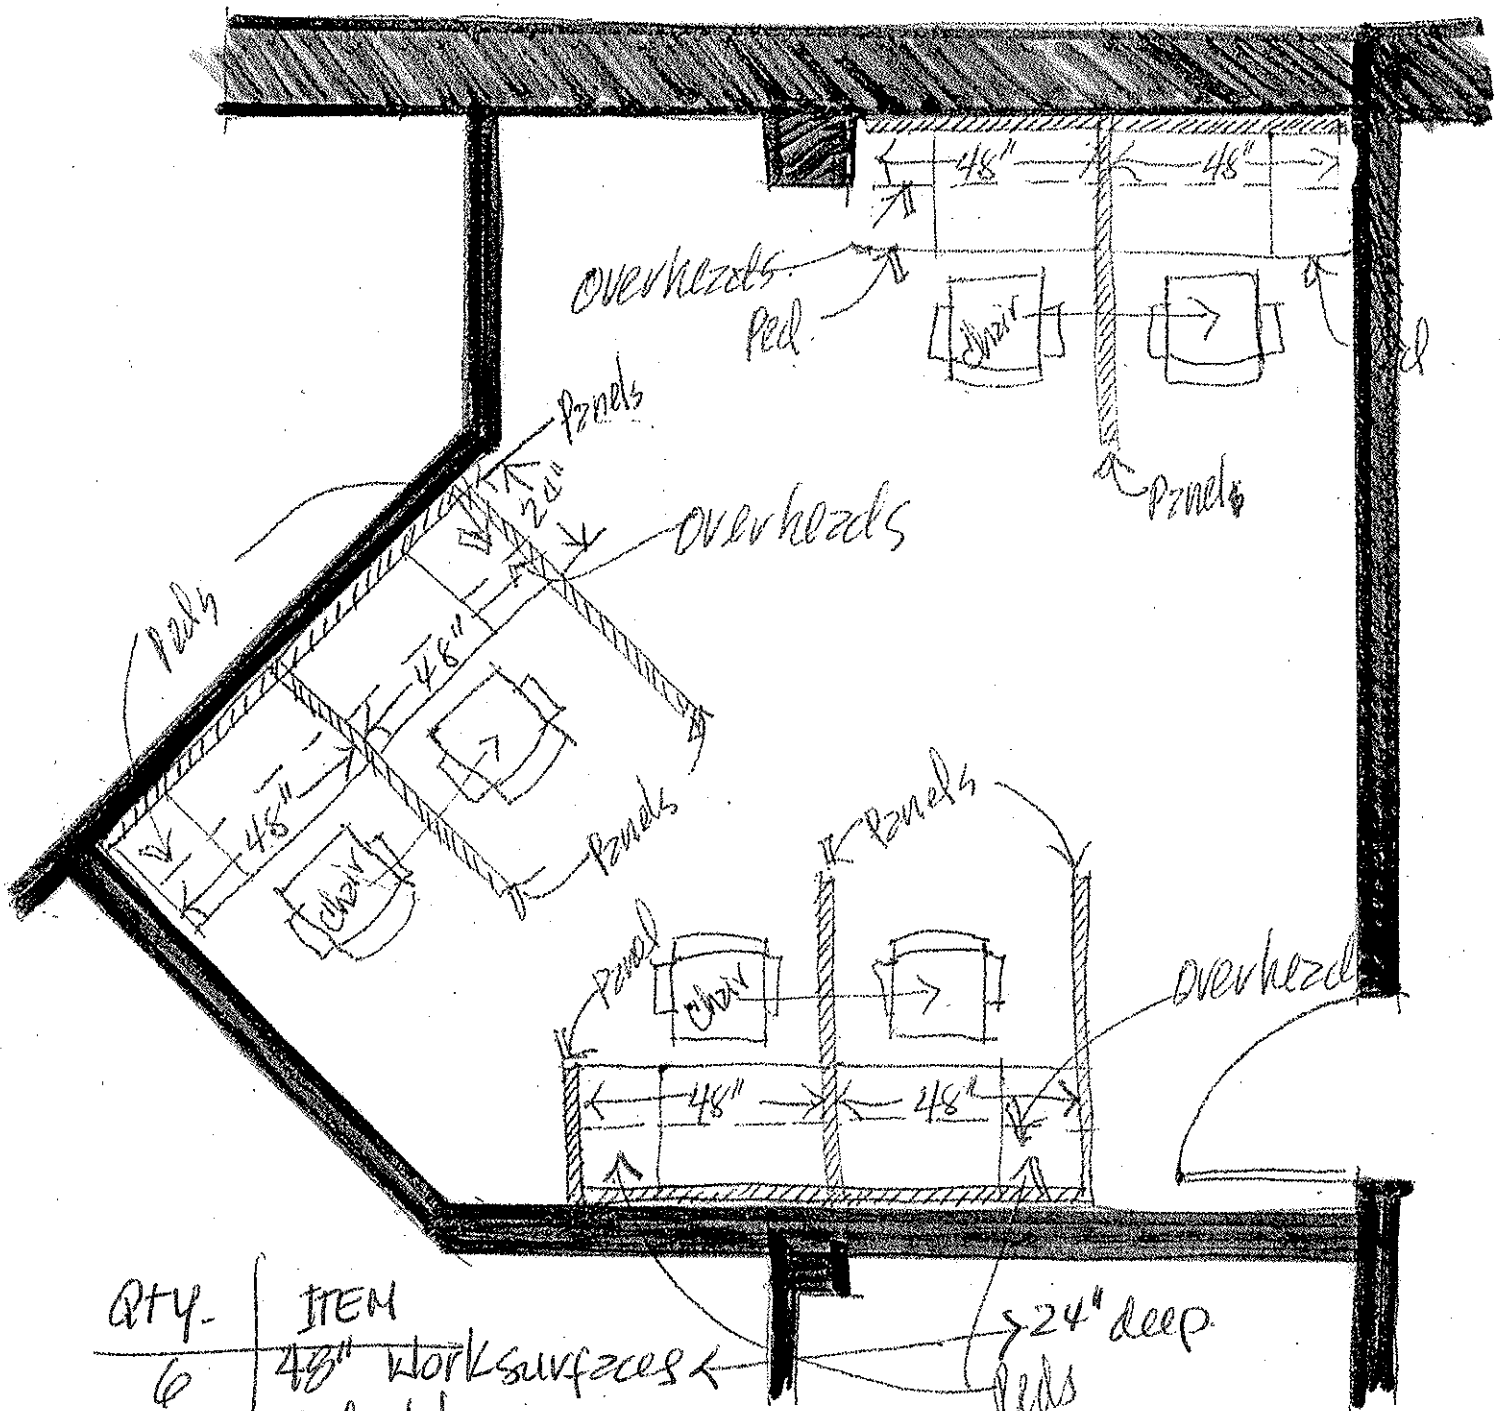 48" 48"
overheads
Ped.
chair
Panels
24"
Panels
overheads
Peds
48"
48"
Panels
chair
Panels
Panel
chair
overhead
48" 48"
Qty. ITEM
24" deep
6 48" Worksurfaces
Peds